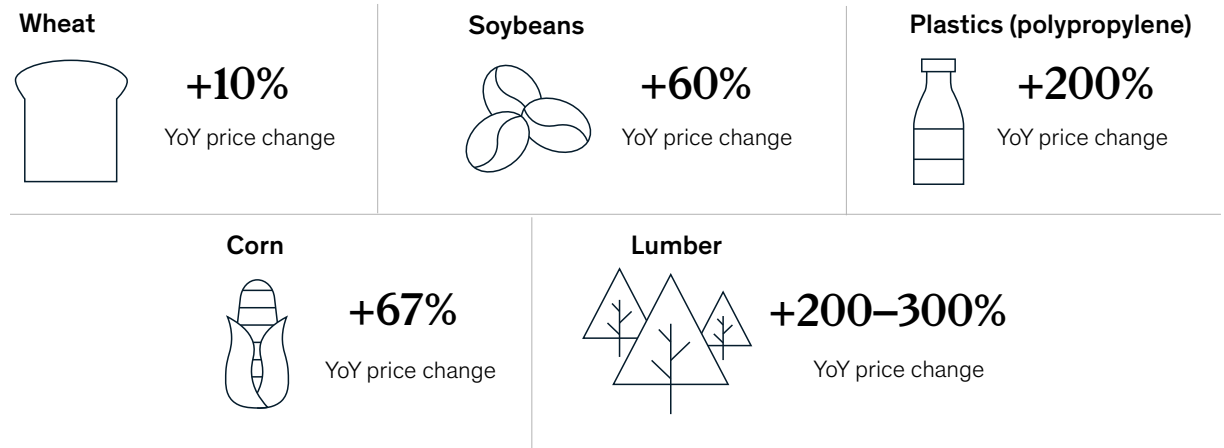 Wheat
+10%
YoY price change
Soybeans
+60%
YoY price change
Plastics (polypropylene)
+200%
YoY price change
Corn
+67%
YoY price change
Lumber
+200–300%
YoY price change